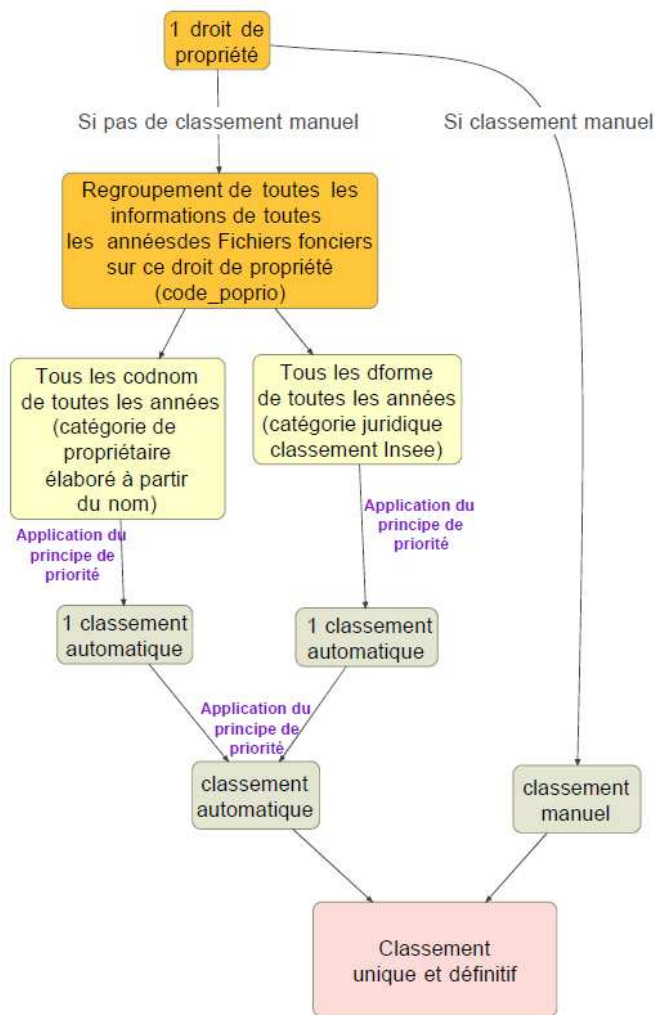 1 droit de
propriété
Si pas de classement manuel
Si classement manuel
Regroupement de toutes les
informations de toutes
les annéesdes Fichiers fonciers
sur ce droit de propriété
(code_poprio)
Tous les codnom
de toutes les années
(catégorie de
propriétaire
élaboré à partir
du nom)
Tous les dforme
de toutes les années
(catégorie juridique
classement Insee)
Application du
principe de
priorité
Application du
principe de
priorité
1 classement
automatique
1 classement
automatique
Application du
principe de
priorité
classement
automatique
classement
manuel
Classement
unique et définitif